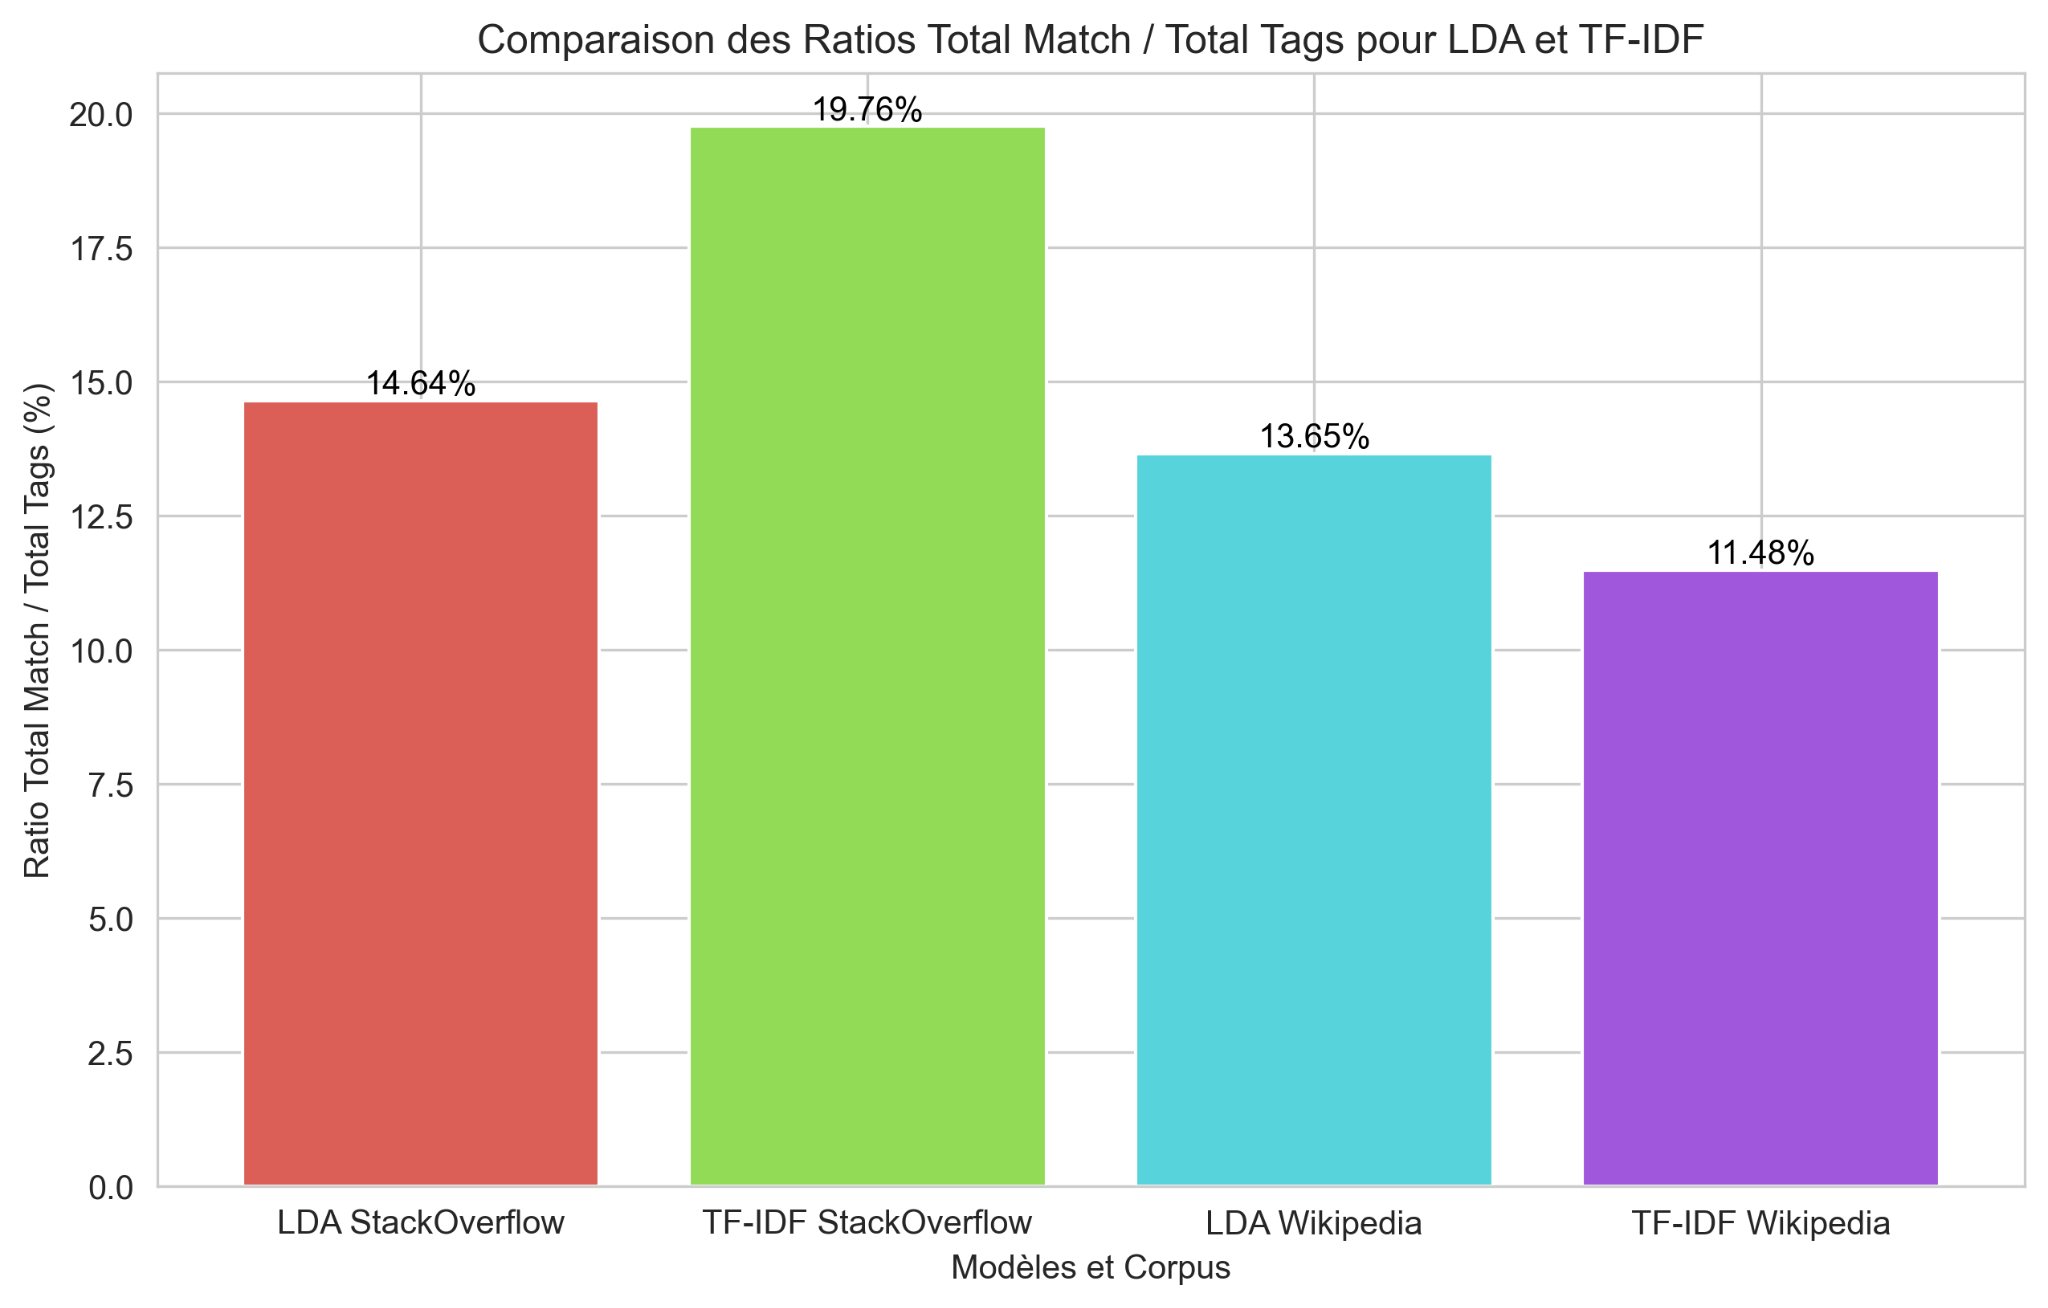 Comparaison des Ratios Total Match / Total Tags pour LDA et TF-IDF
Ratio Total Match / Total Tags (%)
20.0
17.5
15.0
12.5
10.0
7.5
5.0
2.5
0.0
14.64%
19.76%
13.65%
11.48%
LDA StackOverflow
TF-IDF StackOverflow
LDA Wikipedia
TF-IDF Wikipedia
Modèles et Corpus